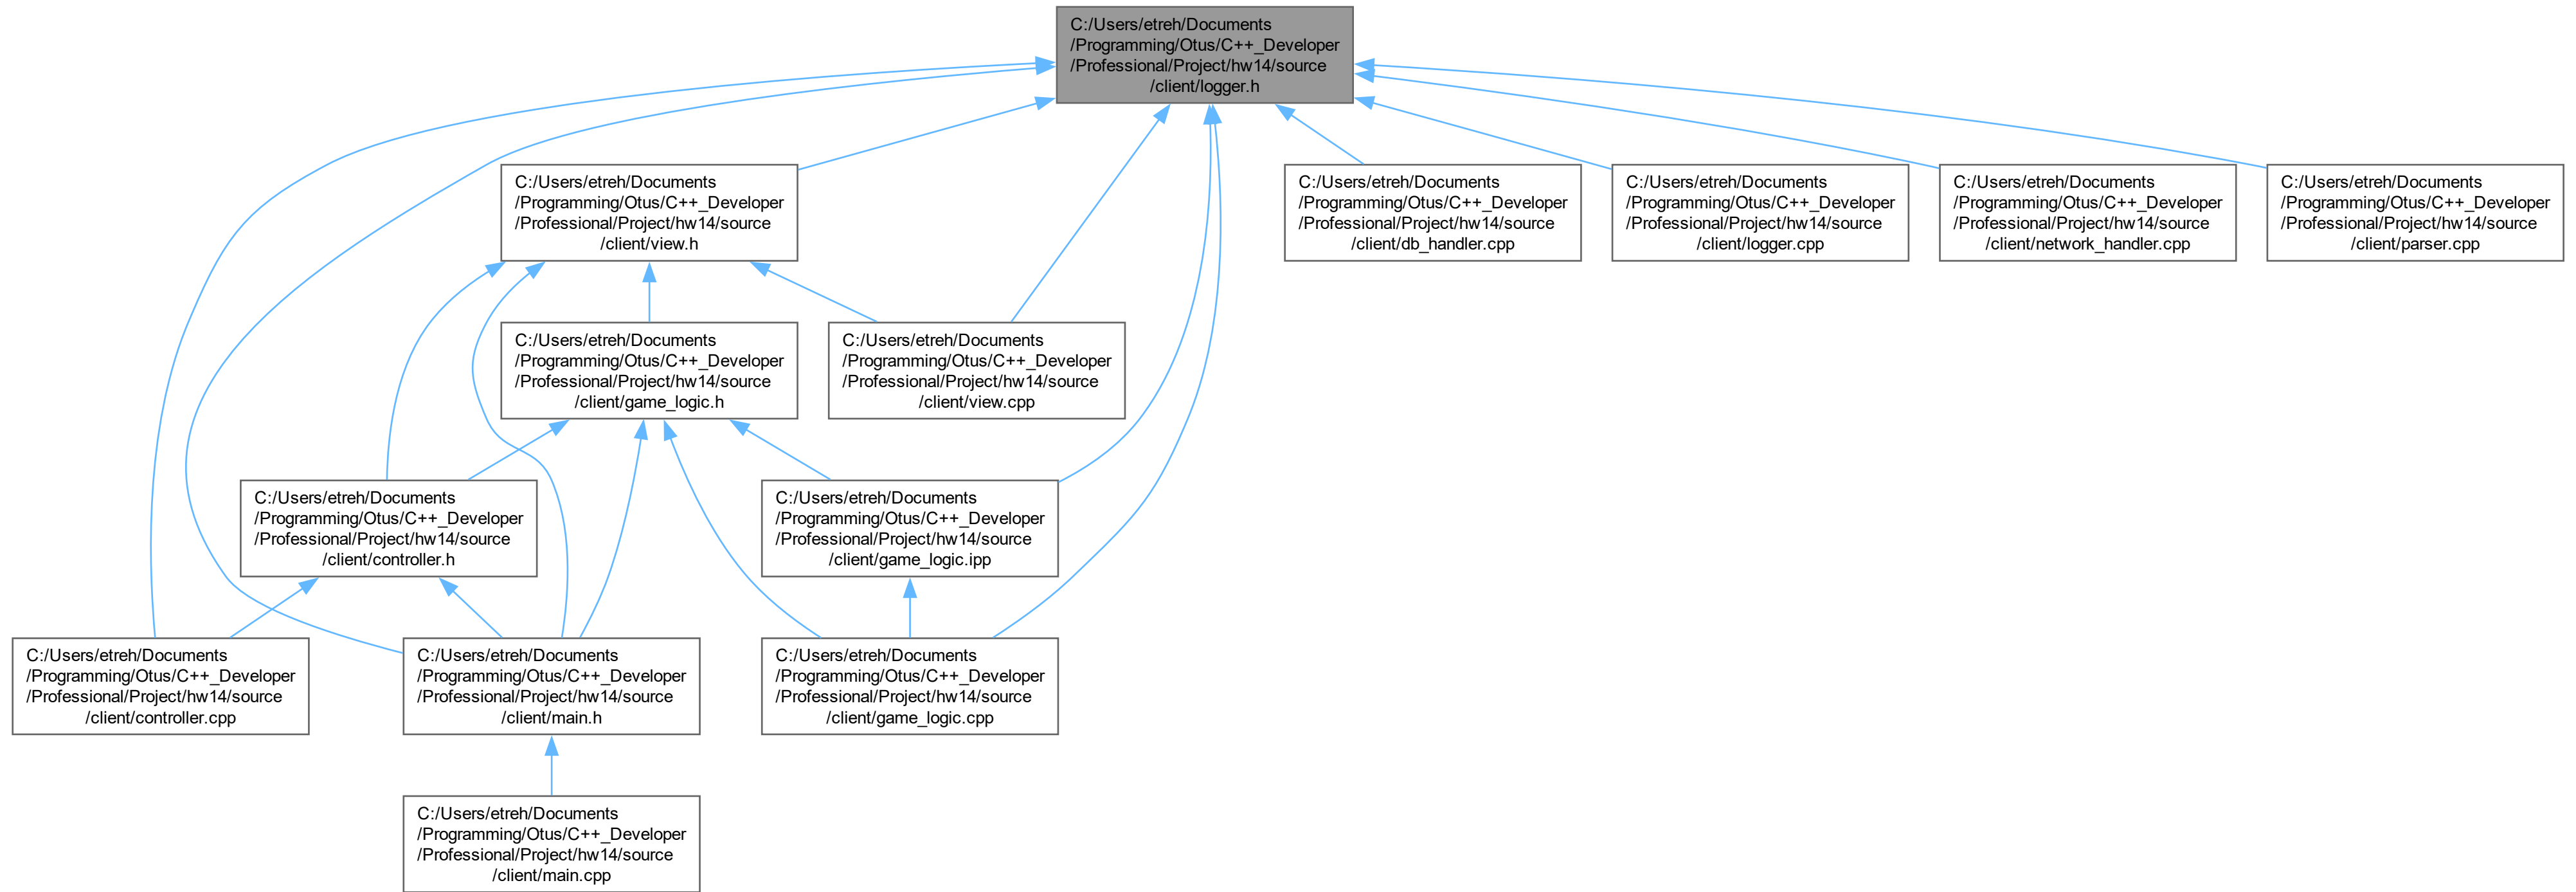 C:/Users/etreh/Documents
/Programming/Otus/C++_Developer
/Professional/Project/hw14/source
/client/logger.h
C:/Users/etreh/Documents
/Programming/Otus/C++_Developer
/Professional/Project/hw14/source
/client/view.h
C:/Users/etreh/Documents
/Programming/Otus/C++_Developer
/Professional/Project/hw14/source
/client/db_handler.cpp
C:/Users/etreh/Documents
/Programming/Otus/C++_Developer
/Professional/Project/hw14/source
/client/logger.cpp
C:/Users/etreh/Documents
/Programming/Otus/C++_Developer
/Professional/Project/hw14/source
/client/network_handler.cpp
C:/Users/etreh/Documents
/Programming/Otus/C++_Developer
/Professional/Project/hw14/source
/client/parser.cpp
C:/Users/etreh/Documents
/Programming/Otus/C++_Developer
/Professional/Project/hw14/source
/client/game_logic.h
C:/Users/etreh/Documents
/Programming/Otus/C++_Developer
/Professional/Project/hw14/source
/client/view.cpp
C:/Users/etreh/Documents
/Programming/Otus/C++_Developer
/Professional/Project/hw14/source
/client/controller.h
C:/Users/etreh/Documents
/Programming/Otus/C++_Developer
/Professional/Project/hw14/source
/client/game_logic.ipp
C:/Users/etreh/Documents
/Programming/Otus/C++_Developer
/Professional/Project/hw14/source
/client/controller.cpp
C:/Users/etreh/Documents
/Programming/Otus/C++_Developer
/Professional/Project/hw14/source
/client/main.h
C:/Users/etreh/Documents
/Programming/Otus/C++_Developer
/Professional/Project/hw14/source
/client/game_logic.cpp
C:/Users/etreh/Documents
/Programming/Otus/C++_Developer
/Professional/Project/hw14/source
/client/main.cpp